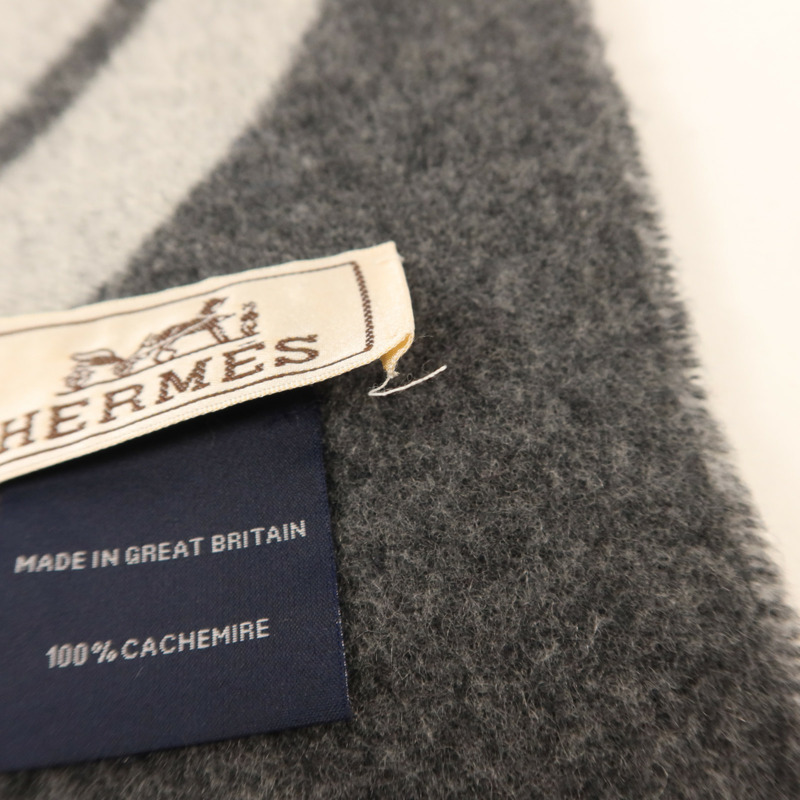 HERMES
MADE IN GREAT BRITAIN
100% CACHEMIRE